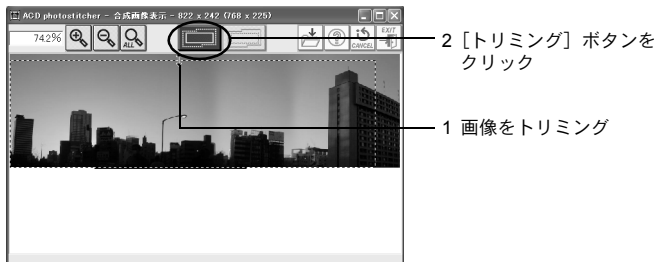 ACD photostitcher - 合成画像表示 - 822 x 242 (768 x 225)
74.2%
ALL
CANCEL
EXIT
2 [トリミング] ボタンを
クリック
1 画像をトリミング